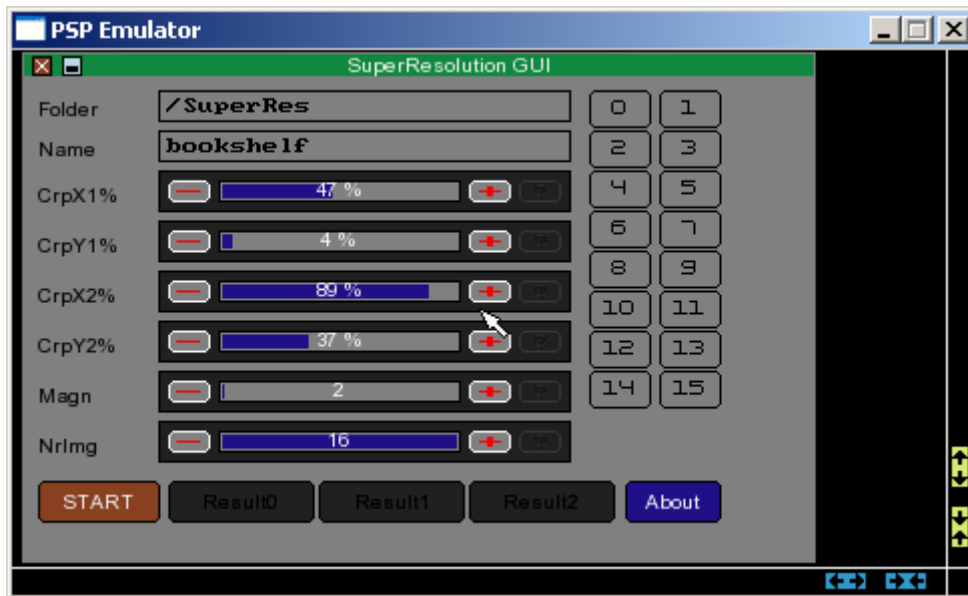 PSP Emulator
SuperResolution GUI
Folder /SuperRes 0 1
Name bookshelf 2 3
CrpX1% 47 % 4 5
CrpY1% 4 % 6 7
CrpX2% 89 % 8 9
10 11
CrpY2% 37 % 12 13
Magn 2 14 15
NrImg 16
START Result0 Result1 Result2 About